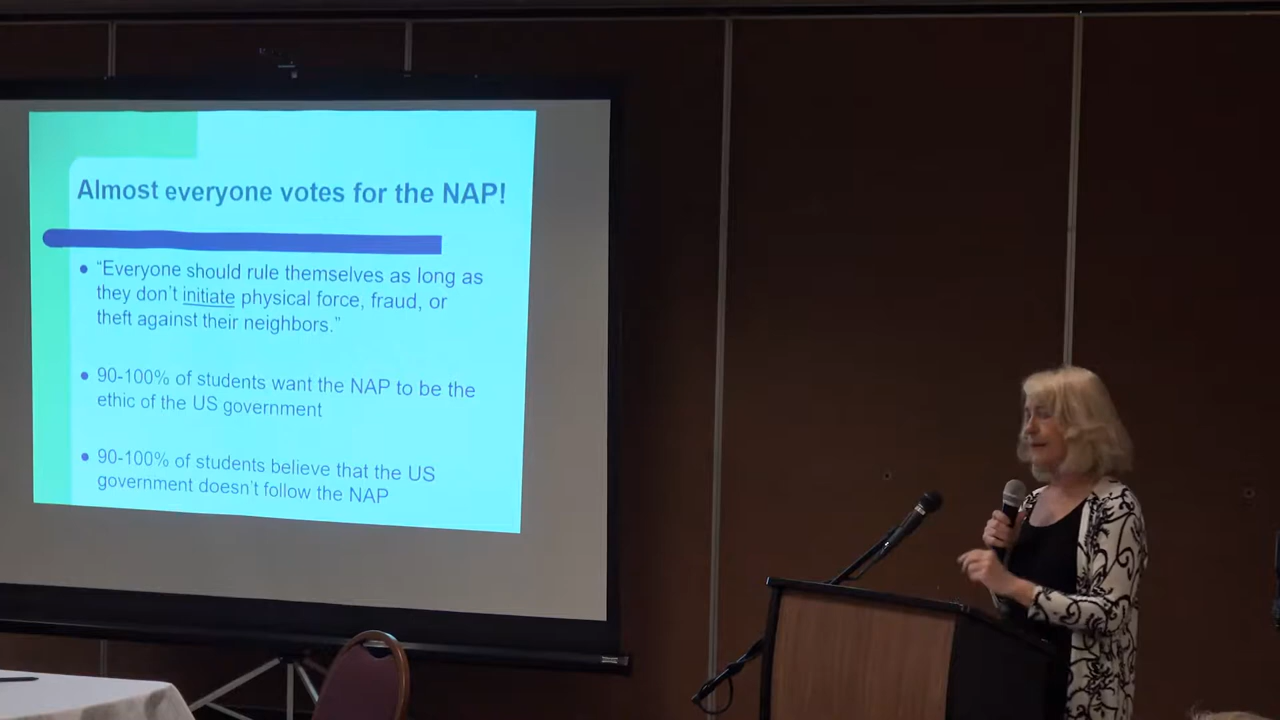 Almost everyone votes for the NAP!
“Everyone should rule themselves as long as
they don't initiate physical force, fraud, or
theft against their neighbors.”
90-100% of students want the NAP to be the
ethic of the US government
90-100% of students believe that the US
government doesn't follow the NAP